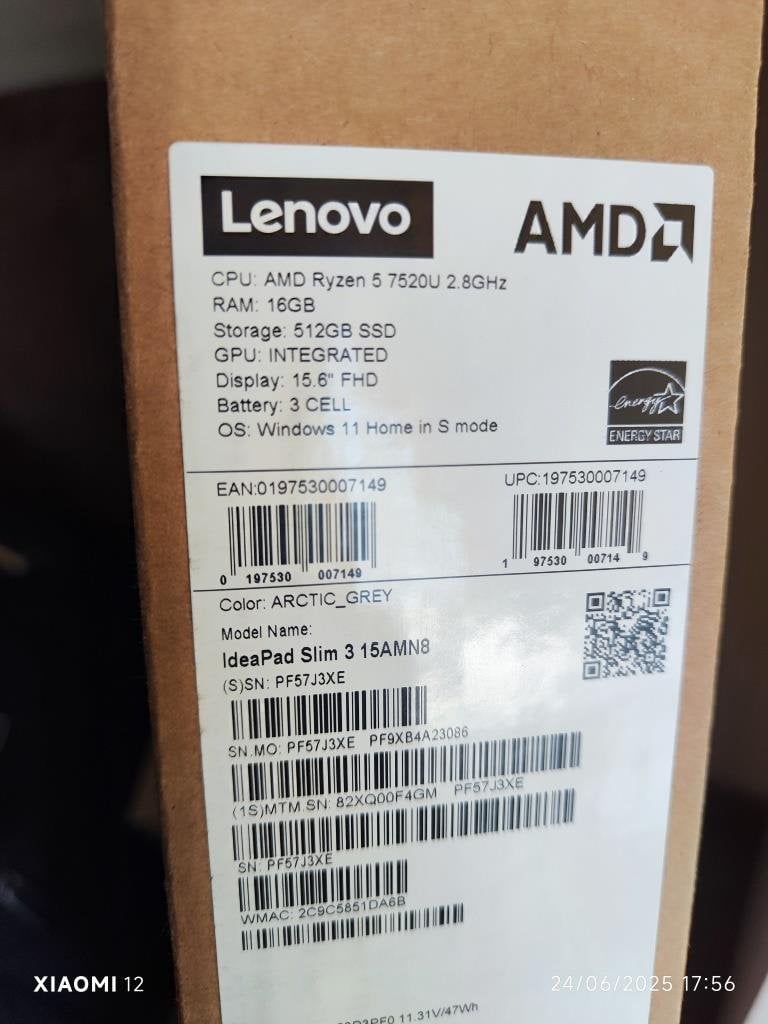 Lenovo
AMD
CPU: AMD Ryzen 5 7520U 2.8GHz
RAM: 16GB
Storage: 512GB SSD
GPU: INTEGRATED
Display: 15.6" FHD
Battery: 3 CELL
OS: Windows 11 Home in S mode
energy
ENERGY STAR
EAN:0197530007149
UPC:197530007149
0 197530 007149
1 97530 00714 9
Color: ARCTIC_GREY
Model Name:
IdeaPad Slim 3 15AMN8
(S)SN: PF57J3XE
SN.MO: PF57J3XE PF9XB4A23086
(1S)MTM.SN: 82XQ00F4GM PF57J3XE
SN: PF57J3XE
WMAC: 2C9C5851DA6B
11.31V/47Wh
XIAOMI 12
24/06/2025 17:56